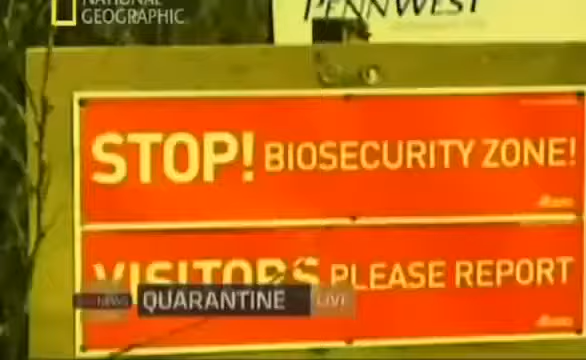 NATIONAL
GEOGRAPHIC
PENNWEST
STOP! BIOSECURITY ZONE!
VISITORS PLEASE REPORT
NEWS QUARANTINE LIVE